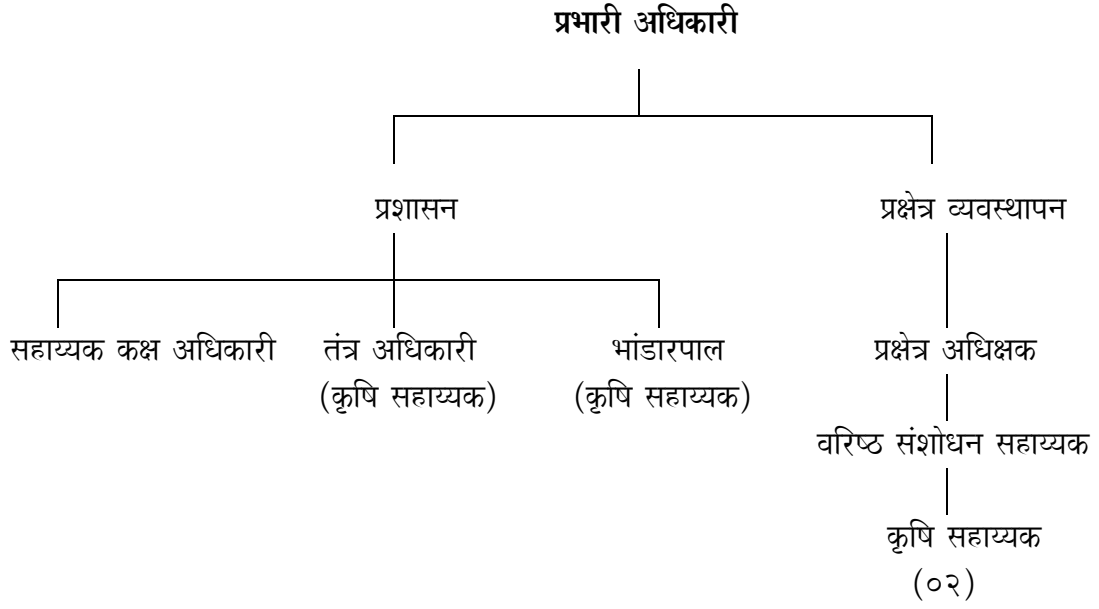 प्रभारी अधिकारी
प्रशासन
प्रक्षेत्र व्यवस्थापन
सहाय्यक कक्ष अधिकारी
तंत्र अधिकारी
(कृषि सहाय्यक)
भांडारपाल
(कृषि सहाय्यक)
प्रक्षेत्र अधिक्षक
वरिष्ठ संशोधन सहाय्यक
कृषि सहाय्यक
(०२)